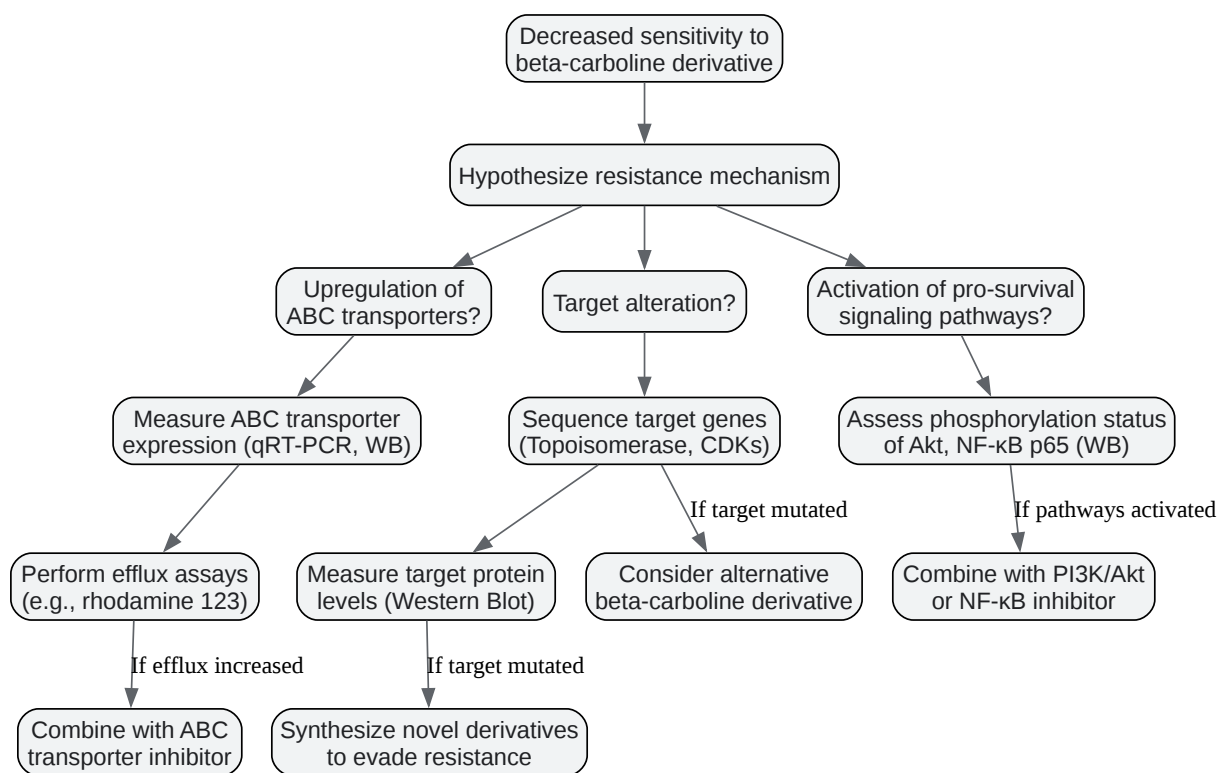 Decreased sensitivity to
beta-carboline derivative
Hypothesize resistance mechanism
Upregulation of
ABC transporters?
Target alteration?
Activation of pro-survival
signaling pathways?
Measure ABC transporter
expression (qRT-PCR, WB)
Sequence target genes
(Topoisomerase, CDKs)
Assess phosphorylation status
of Akt, NF-κB p65 (WB)
If target mutated
If pathways activated
Perform efflux assays
(e.g., rhodamine 123)
Measure target protein
levels (Western Blot)
Consider alternative
beta-carboline derivative
Combine with PI3K/Akt
or NF-κB inhibitor
If efflux increased
If target mutated
Combine with ABC
transporter inhibitor
Synthesize novel derivatives
to evade resistance